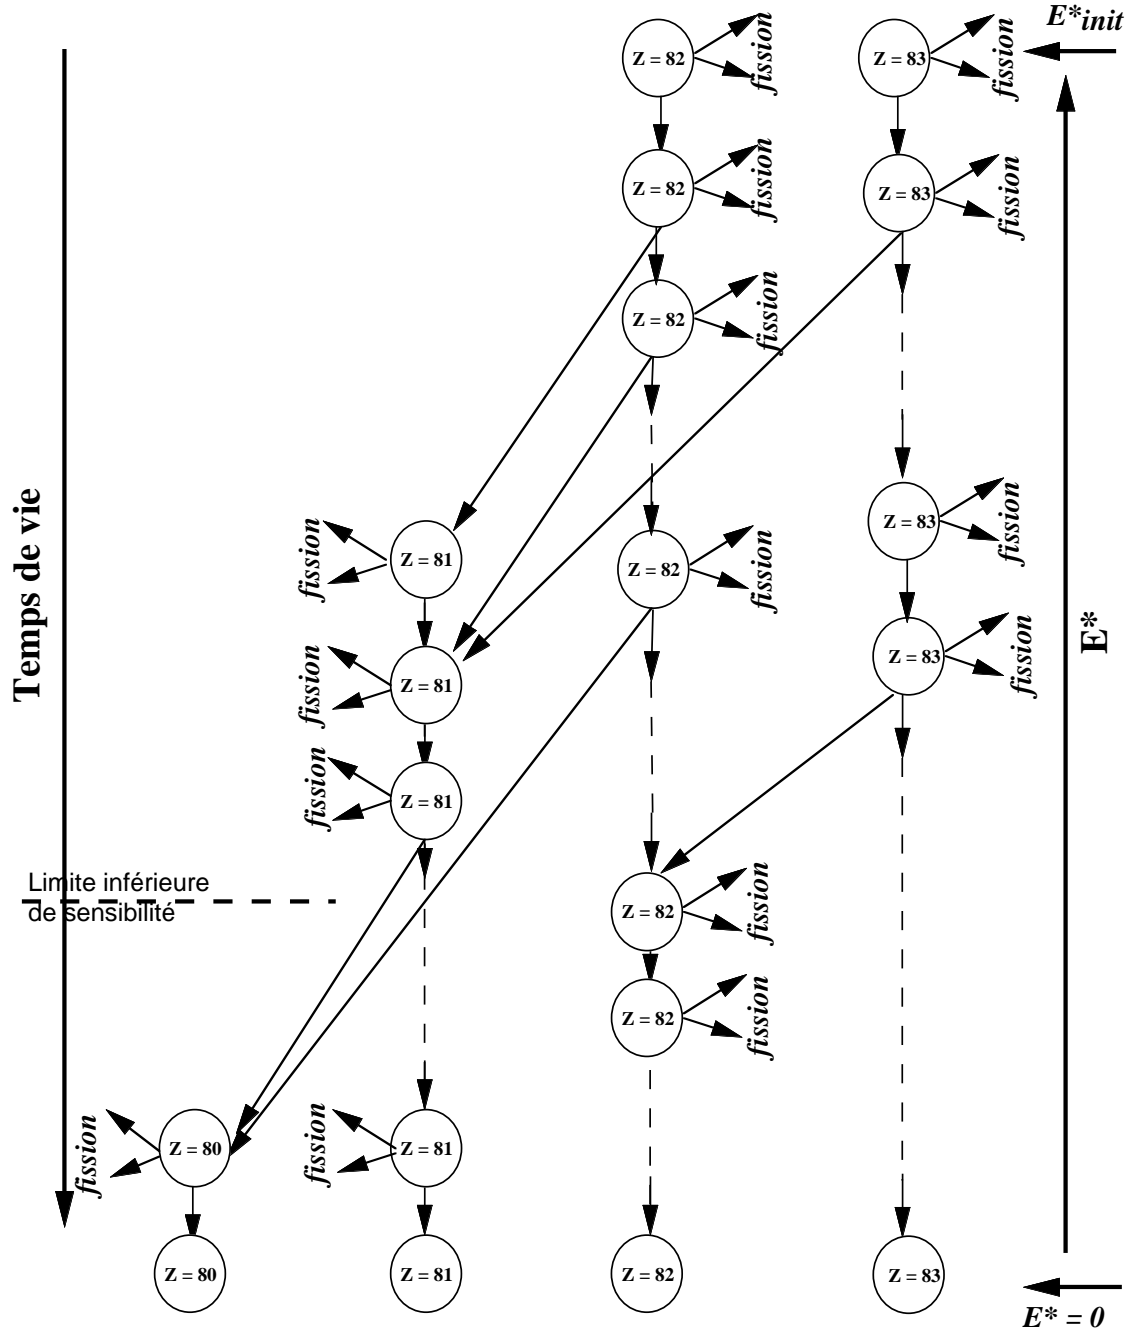 E*init
Z = 82
fission
Z = 83
fission
Z = 82
fission
Z = 83
fission
Z = 82
fission
Temps de vie
Z = 81
fission
Z = 82
fission
Z = 83
fission
E*
Z = 81
fission
Z = 83
fission
Z = 81
fission
Limite inférieure
de sensibilité
Z = 82
fission
Z = 82
fission
Z = 80
fission
Z = 81
fission
Z = 80
Z = 81
Z = 82
Z = 83
E* = 0